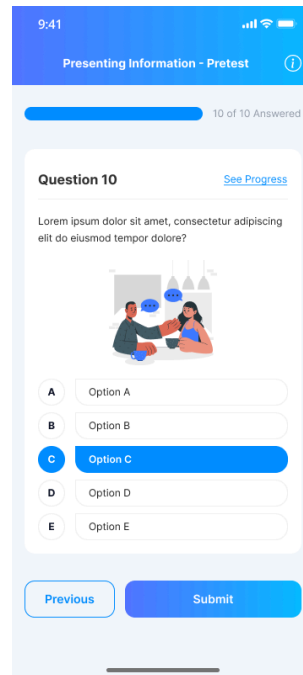 9:41
Presenting Information - Pretest
10 of 10 Answered
Question 10
See Progress
Lorem ipsum dolor sit amet, consectetur adipiscing
elit do eiusmod tempor dolore?
A Option A
B Option B
C Option C
D Option D
E Option E
Previous
Submit